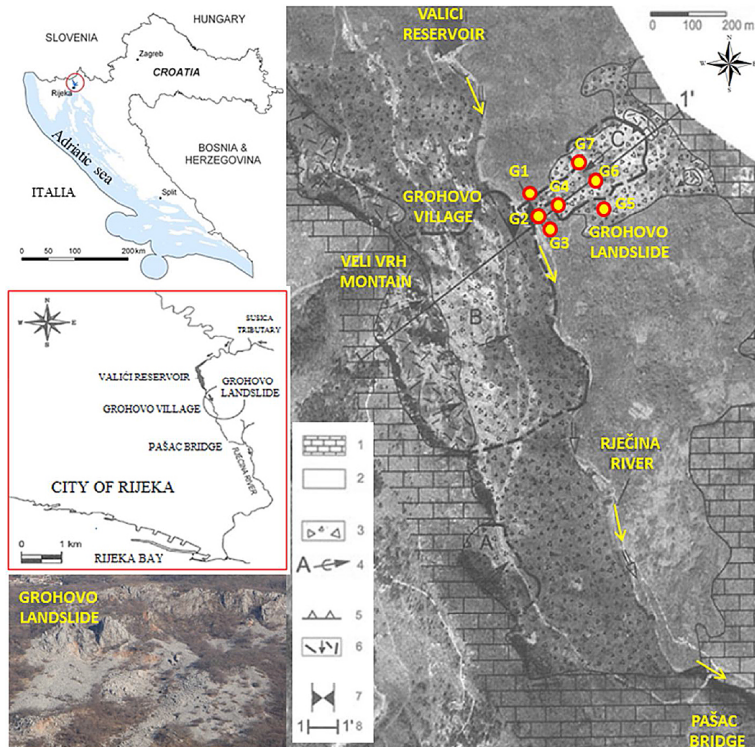 SLOVENIA
HUNGARY
Zagreb
CROATIA
Rijeka
BOSNIA &
HERZEGOVINA
Adriatic sea
ITALIA
Split
0 100 200 km
N
W E
S
SUŠICA
TRIBUTARY
VALIĆI RESERVOIR
GROHOVO
LANDSLIDE
GROHOVO VILLAGE
PAŠAC BRIDGE
RJEČINA RIVER
CITY OF RIJEKA
0 1 km
RIJEKA BAY
GROHOVO
LANDSLIDE
1
2
3
A 4
5
6
7
1 1' 8
VALICI
RESERVOIR
0 100 200 m
N
W E
S
1'
C
G7
G6
G1
G4
G5
G2
G3
GROHOVO
VILLAGE
GROHOVO
LANDSLIDE
VELI VRH
MONTAIN
B
1
RJEČINA
RIVER
A
PAŠAC
BRIDGE